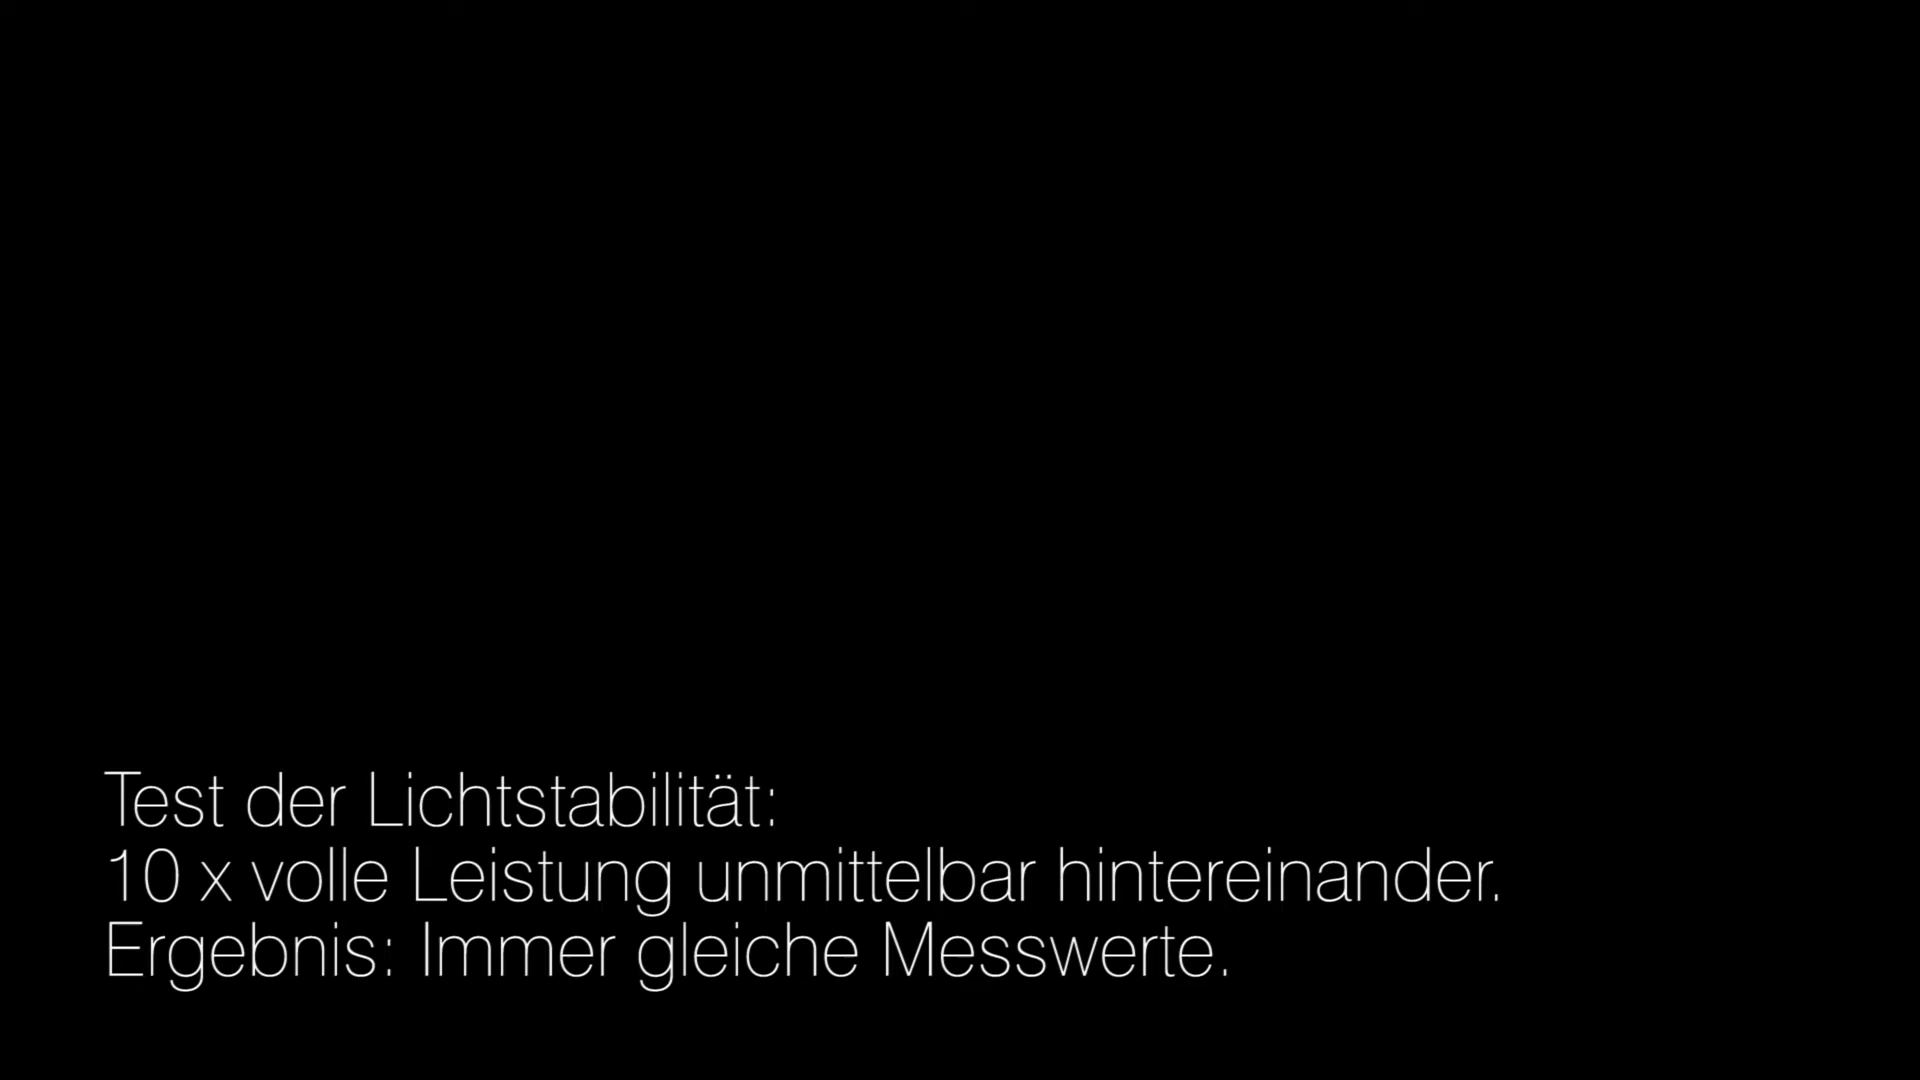 Test der Lichtstabilität:
10 x volle Leistung unmittelbar hintereinander.
Ergebnis: Immer gleiche Messwerte.